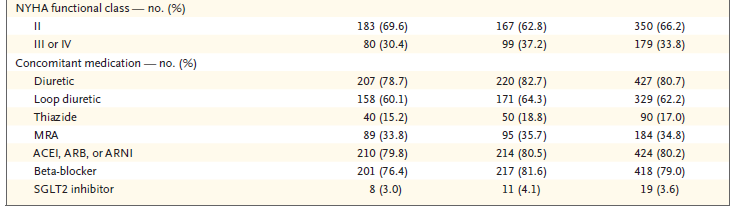 NYHA functional class — no. (%)
II 183 (69.6) 167 (62.8) 350 (66.2)
III or IV 80 (30.4) 99 (37.2) 179 (33.8)
Concomitant medication — no. (%)
Diuretic 207 (78.7) 220 (82.7) 427 (80.7)
Loop diuretic 158 (60.1) 171 (64.3) 329 (62.2)
Thiazide 40 (15.2) 50 (18.8) 90 (17.0)
MRA 89 (33.8) 95 (35.7) 184 (34.8)
ACEI, ARB, or ARNI 210 (79.8) 214 (80.5) 424 (80.2)
Beta-blocker 201 (76.4) 217 (81.6) 418 (79.0)
SGLT2 inhibitor 8 (3.0) 11 (4.1) 19 (3.6)